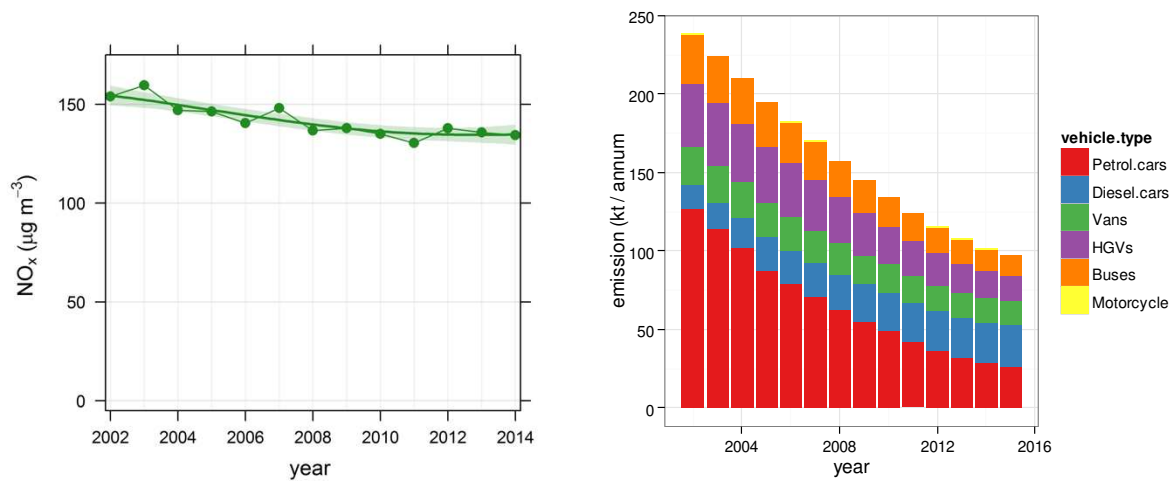 150
100
50
0
NOx (µg m−3)
2002 2004 2006 2008 2010 2012 2014
year
250
200
150
100
50
0
emission (kt / annum
2004 2008 2012 2016
year
vehicle.type
Petrol.cars
Diesel.cars
Vans
HGVs
Buses
Motorcycle